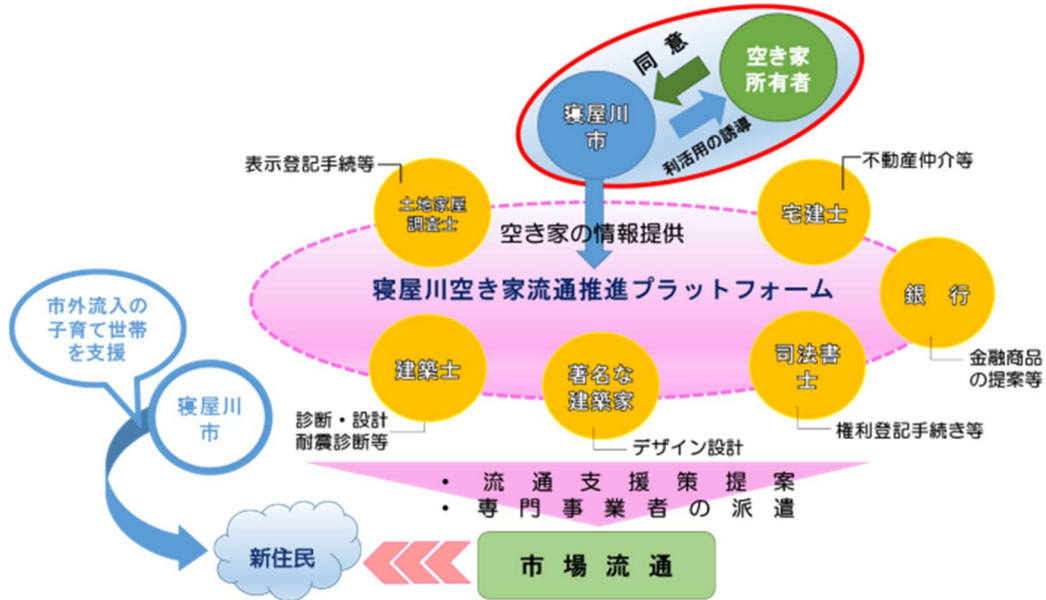 同意
空き家
所有者
寝屋川
市
利活用の誘導
表示登記手続等
土地家屋
調査士
不動産仲介等
宅建士
空き家の情報提供
寝屋川空き家流通推進プラットフォーム
銀　行
市外流入の
子育て世帯
を支援
寝屋川
市
建築士
著名な
建築家
司法書
士
金融商品
の提案等
診断・設計
耐震診断等
デザイン設計
権利登記手続き等
・ 流通支援策提案
・ 専門事業者の派遣
新住民
市場流通